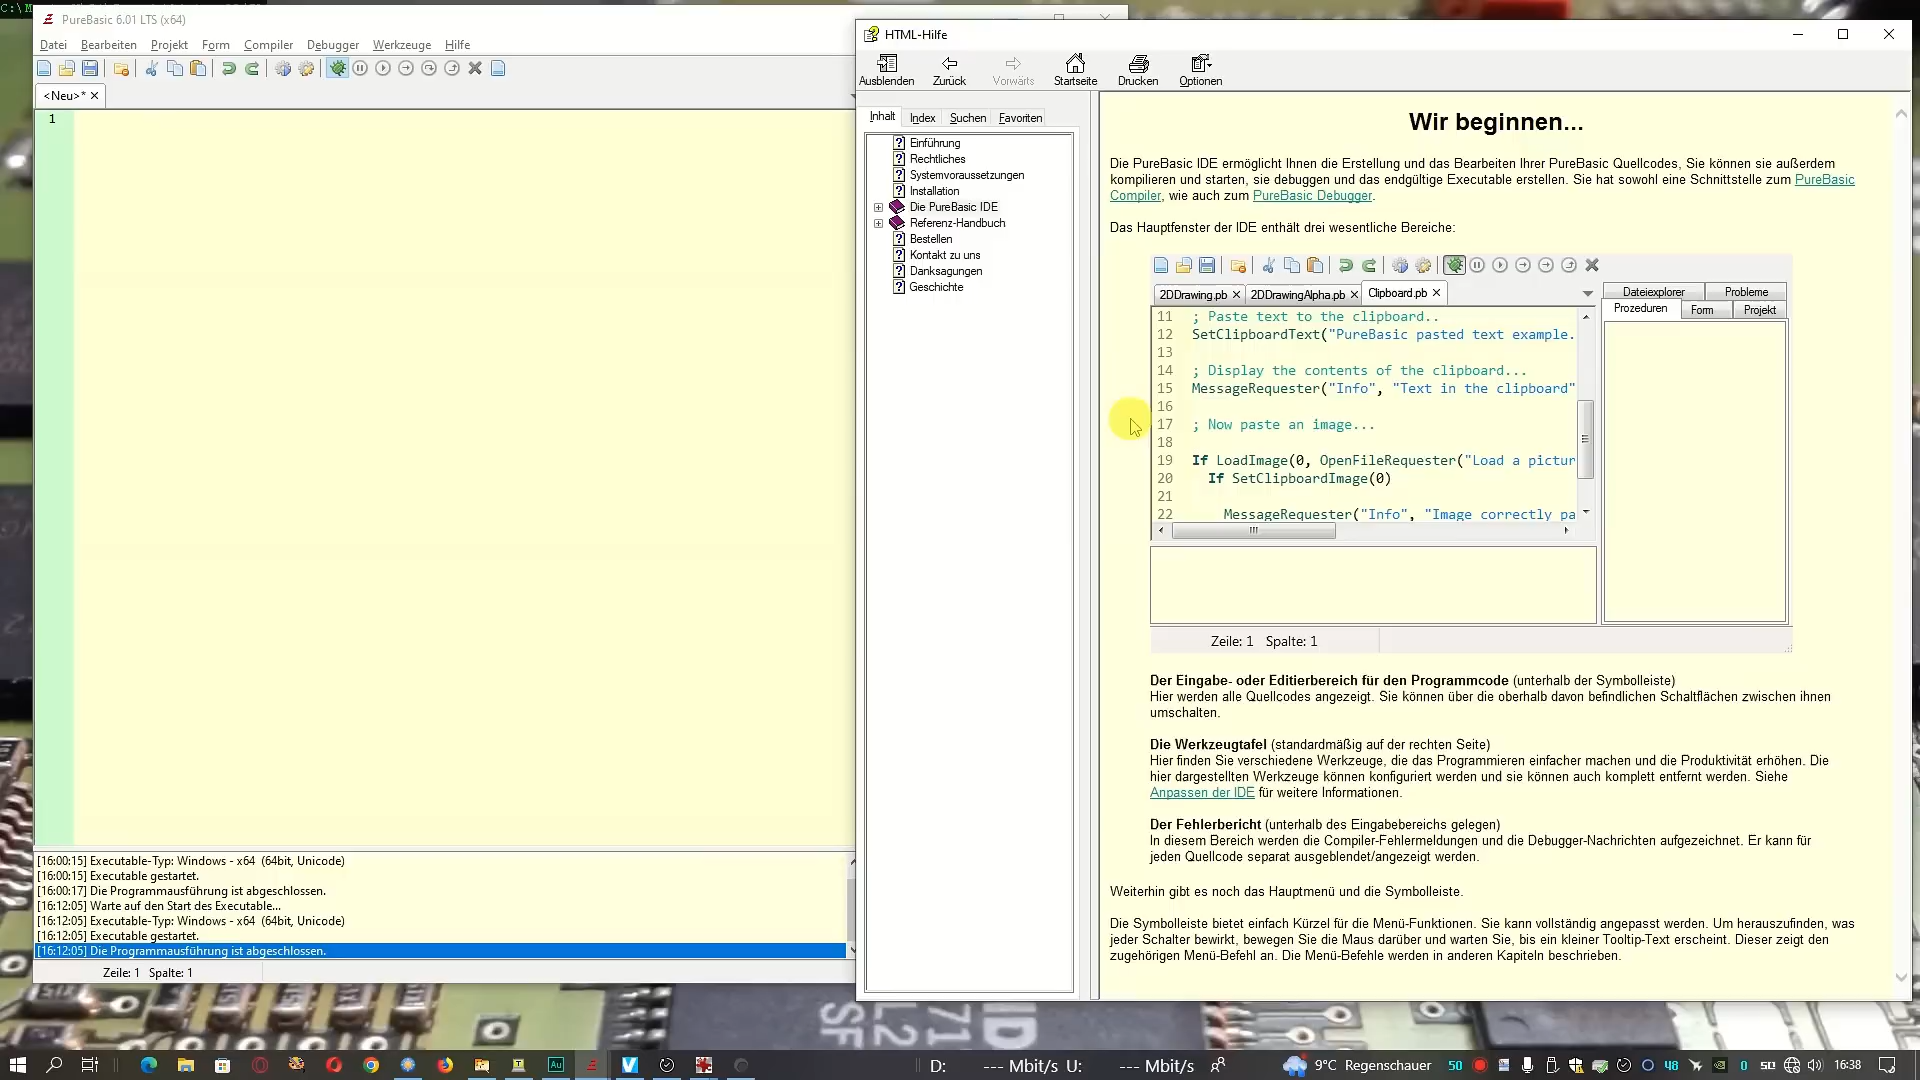 C:\M
PureBasic 6.01 LTS (x64)
Datei Bearbeiten Projekt Form Compiler Debugger Werkzeuge Hilfe
<Neu>*
1
[16:00:15] Executable-Typ: Windows - x64 (64bit, Unicode)
[16:00:15] Executable gestartet.
[16:00:17] Die Programmausführung ist abgeschlossen.
[16:12:05] Warte auf den Start des Executable...
[16:12:05] Executable-Typ: Windows - x64 (64bit, Unicode)
[16:12:05] Executable gestartet.
[16:12:05] Die Programmausführung ist abgeschlossen.
Zeile: 1 Spalte: 1
HTML-Hilfe
Ausblenden Zurück Vorwärts Startseite Drucken Optionen
Inhalt Index Suchen Favoriten
Einführung
Rechtliches
Systemvoraussetzungen
Installation
Die PureBasic IDE
Referenz-Handbuch
Bestellen
Kontakt zu uns
Danksagungen
Geschichte
Wir beginnen...
Die PureBasic IDE ermöglicht Ihnen die Erstellung und das Bearbeiten Ihrer PureBasic Quellcodes, Sie können sie außerdem
kompilieren und starten, sie debuggen und das endgültige Executable erstellen. Sie hat sowohl eine Schnittstelle zum PureBasic
Compiler, wie auch zum PureBasic Debugger.
Das Hauptfenster der IDE enthält drei wesentliche Bereiche:
2DDrawing.pb 2DDrawingAlpha.pb Clipboard.pb
Dateiexplorer Probleme
Prozeduren Form Projekt
11 ; Paste text to the clipboard..
12 SetClipboardText("PureBasic pasted text example.
13
14 ; Display the contents of the clipboard...
15 MessageRequester("Info", "Text in the clipboard"
16
17 ; Now paste an image...
18
19 If LoadImage(0, OpenFileRequester("Load a pictur
20 If SetClipboardImage(0)
21
22 MessageRequester("Info", "Image correctly pa
Zeile: 1 Spalte: 1
Der Eingabe- oder Editierbereich für den Programmcode (unterhalb der Symbolleiste)
Hier werden alle Quellcodes angezeigt. Sie können über die oberhalb davon befindlichen Schaltflächen zwischen ihnen
umschalten.
Die Werkzeugtafel (standardmäßig auf der rechten Seite)
Hier finden Sie verschiedene Werkzeuge, die das Programmieren einfacher machen und die Produktivität erhöhen. Die
hier dargestellten Werkzeuge können konfiguriert werden und sie können auch komplett entfernt werden. Siehe
Anpassen der IDE für weitere Informationen.
Der Fehlerbericht (unterhalb des Eingabebereichs gelegen)
In diesem Bereich werden die Compiler-Fehlermeldungen und die Debugger-Nachrichten aufgezeichnet. Er kann für
jeden Quellcode separat ausgeblendet/angezeigt werden.
Weiterhin gibt es noch das Hauptmenü und die Symbolleiste.
Die Symbolleiste bietet einfach Kürzel für die Menü-Funktionen. Sie kann vollständig angepasst werden. Um herauszufinden, was
jeder Schalter bewirkt, bewegen Sie die Maus darüber und warten Sie, bis ein kleiner Tooltip-Text erscheint. Dieser zeigt den
zugehörigen Menü-Befehl an. Die Menü-Befehle werden in anderen Kapiteln beschrieben.
Au
D: --- Mbit/s U: --- Mbit/s
9°C Regenschauer 50 48 0 16:38